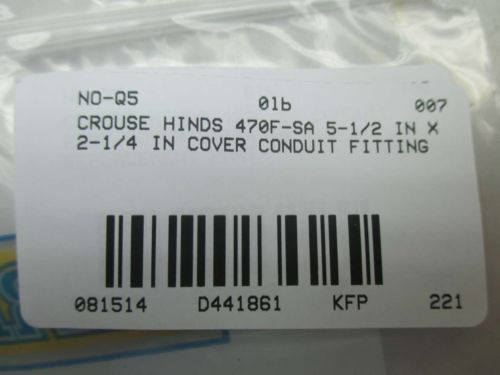 NO-Q5 01b 007
CROUSE HINDS 470F-SA 5-1/2 IN X
2-1/4 IN COVER CONDUIT FITTING
081514 D441861 KFP 221